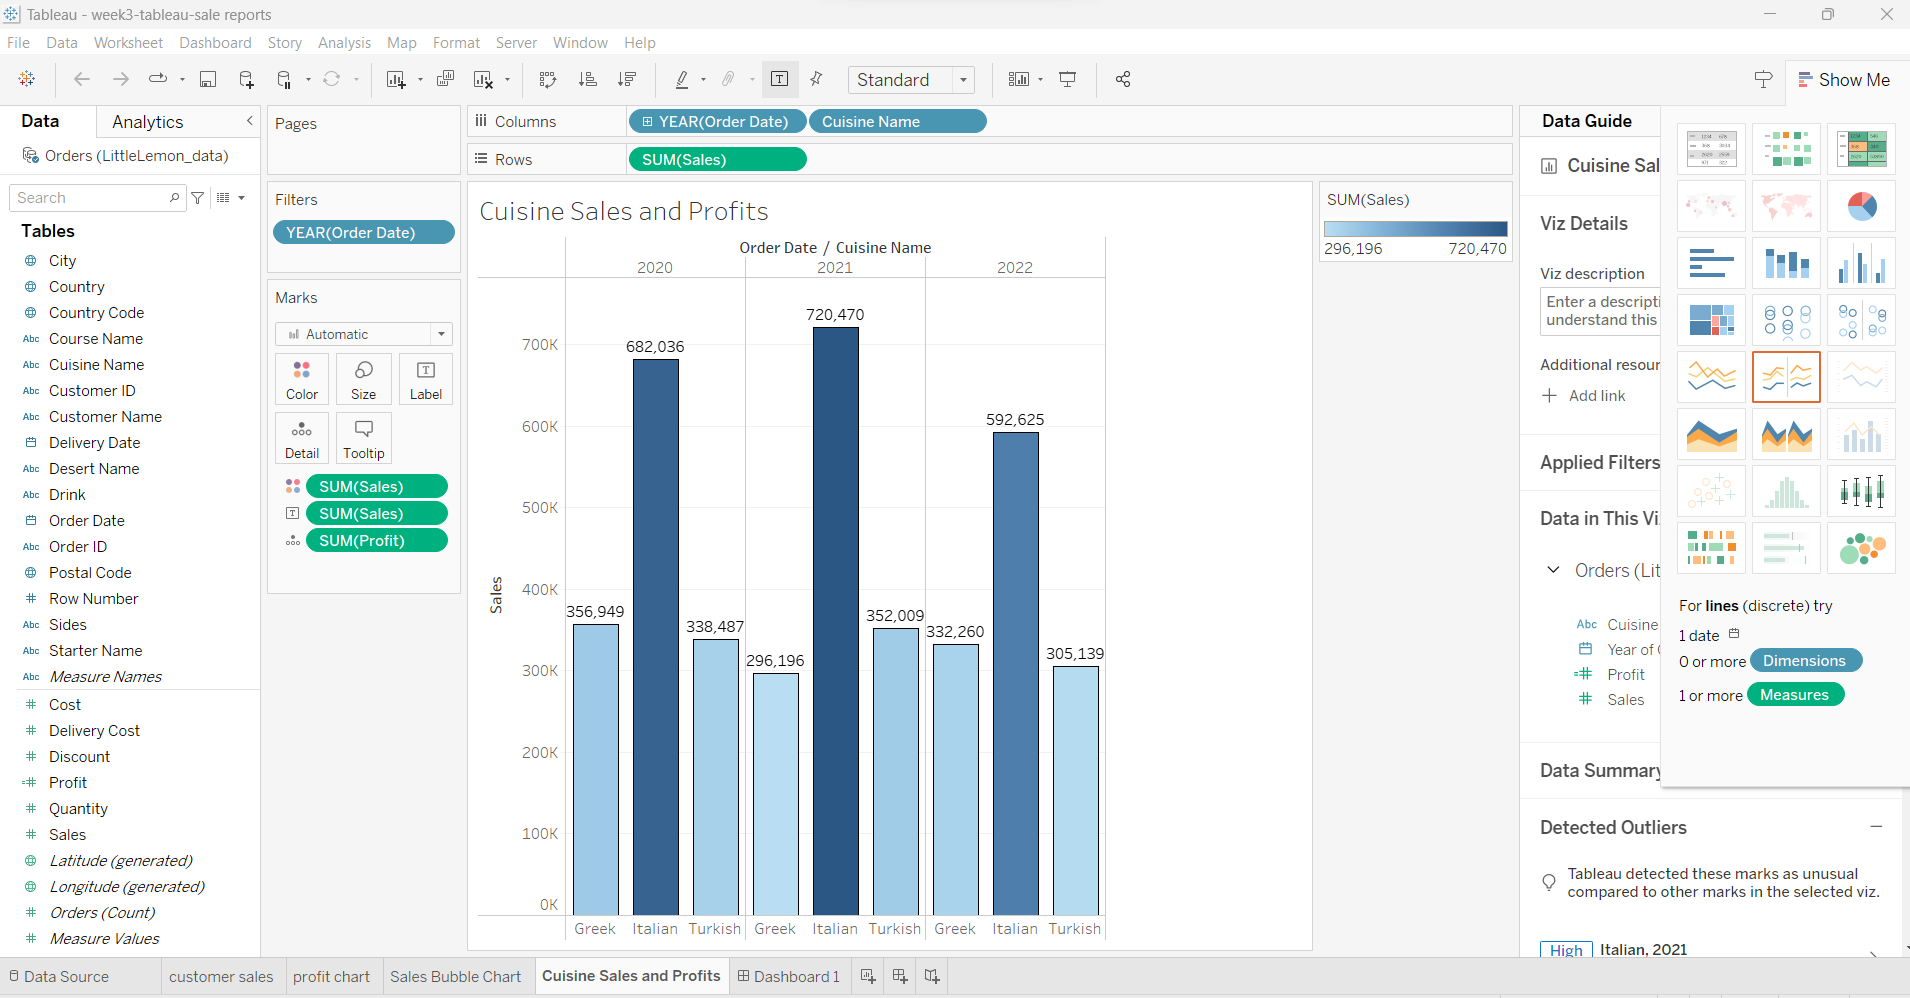 Tableau - week3-tableau-sale reports
File Data Worksheet Dashboard Story Analysis Map Format Server Window Help
Standard
Show Me
Data Analytics
Orders (LittleLemon_data)
Search
Tables
City
Country
Country Code
Abc Course Name
Abc Cuisine Name
Abc Customer ID
Abc Customer Name
Delivery Date
Abc Desert Name
Abc Drink
Order Date
Abc Order ID
Postal Code
# Row Number
Abc Sides
Abc Starter Name
Abc Measure Names
# Cost
# Delivery Cost
# Discount
=# Profit
# Quantity
# Sales
Latitude (generated)
Longitude (generated)
# Orders (Count)
# Measure Values
Pages
Filters
YEAR(Order Date)
Marks
Automatic
Color Size Label
Detail Tooltip
SUM(Sales)
SUM(Sales)
SUM(Profit)
Columns YEAR(Order Date) Cuisine Name
Rows SUM(Sales)
Cuisine Sales and Profits
Order Date / Cuisine Name
2020 2021 2022
700K
600K
500K
400K
300K
200K
100K
0K
Sales
356,949 682,036 338,487 296,196 720,470 352,009 332,260 592,625 305,139
Greek Italian Turkish Greek Italian Turkish Greek Italian Turkish
SUM(Sales)
296,196 720,470
Data Guide
Cuisine Sal
Viz Details
Viz description
Enter a descripti
understand this
Additional resour
Add link
Applied Filters
Data in This Vi
Orders (Lit
Abc Cuisine
Year of
=# Profit
# Sales
Data Summary
Detected Outliers
Tableau detected these marks as unusual
compared to other marks in the selected viz.
High Italian, 2021
For lines (discrete) try
1 date
0 or more Dimensions
1 or more Measures
Data Source customer sales profit chart Sales Bubble Chart Cuisine Sales and Profits Dashboard 1